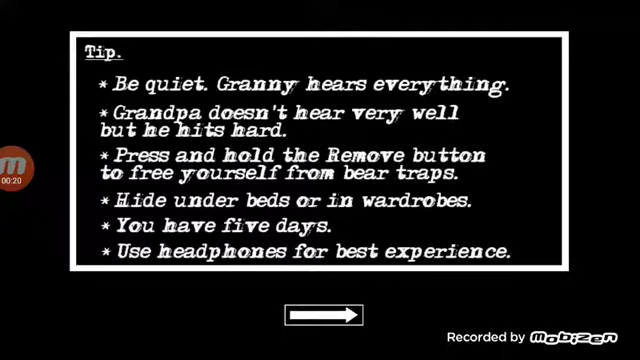 Tip.
* Be quiet. Granny hears everything.
* Grandpa doesn't hear very well
but he hits hard.
* Press and hold the Remove button
to free yourself from bear traps.
* Hide under beds or in wardrobes.
* You have five days.
* Use headphones for best experience.
00:20
Recorded by mobizen